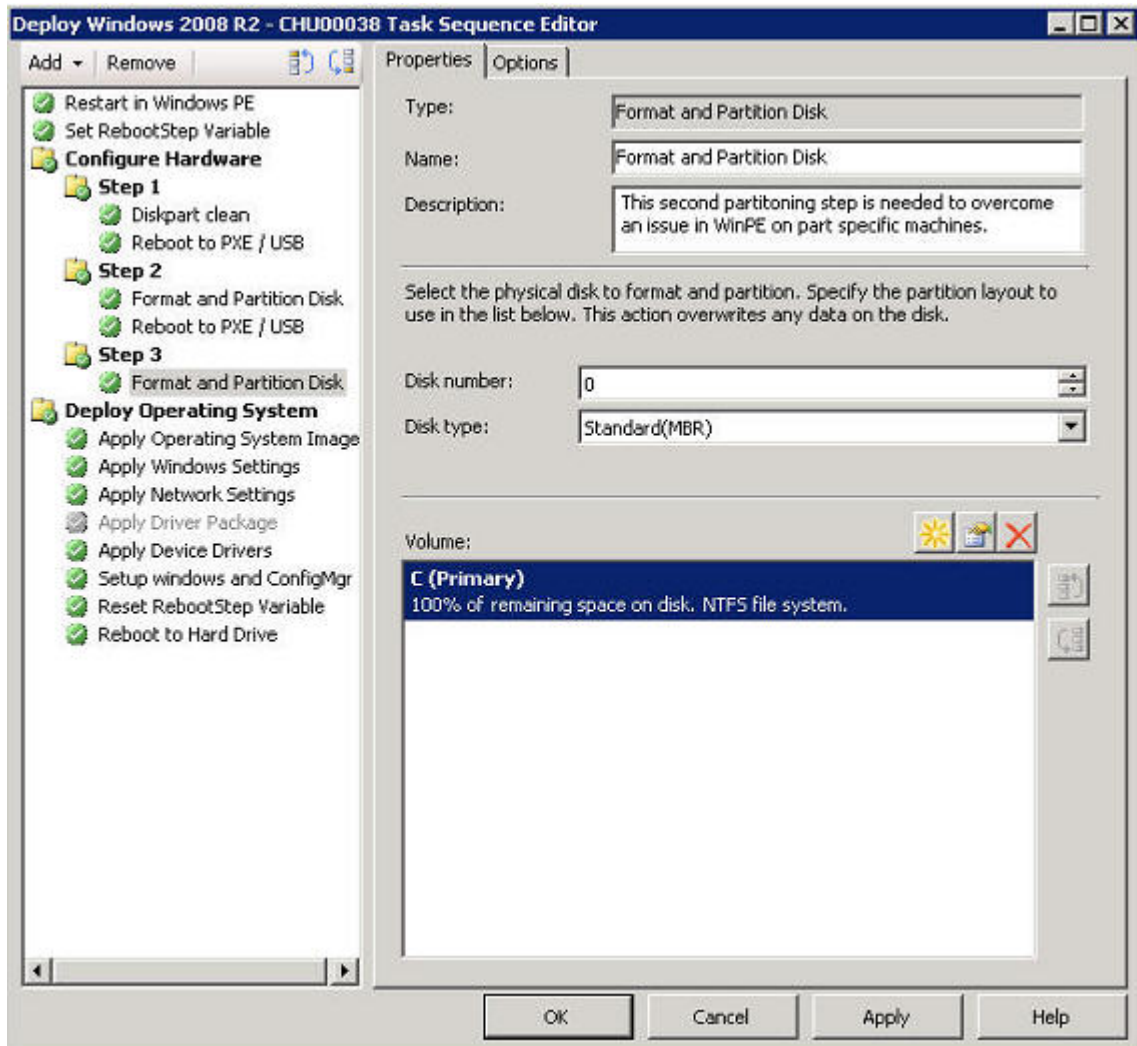 Deploy Windows 2008 R2 - CHU00038 Task Sequence Editor
Add
Remove
Restart in Windows PE
Set RebootStep Variable
Configure Hardware
Step 1
Diskpart clean
Reboot to PXE / USB
Step 2
Format and Partition Disk
Reboot to PXE / USB
Step 3
Format and Partition Disk
Deploy Operating System
Apply Operating System Image
Apply Windows Settings
Apply Network Settings
Apply Driver Package
Apply Device Drivers
Setup windows and ConfigMgr
Reset RebootStep Variable
Reboot to Hard Drive
Properties
Options
Type:
Format and Partition Disk
Name:
Format and Partition Disk
Description:
This second partitoning step is needed to overcome
an issue in WinPE on part specific machines.
Select the physical disk to format and partition. Specify the partition layout to
use in the list below. This action overwrites any data on the disk.
Disk number:
0
Disk type:
Standard(MBR)
Volume:
C (Primary)
100% of remaining space on disk. NTFS file system.
OK
Cancel
Apply
Help